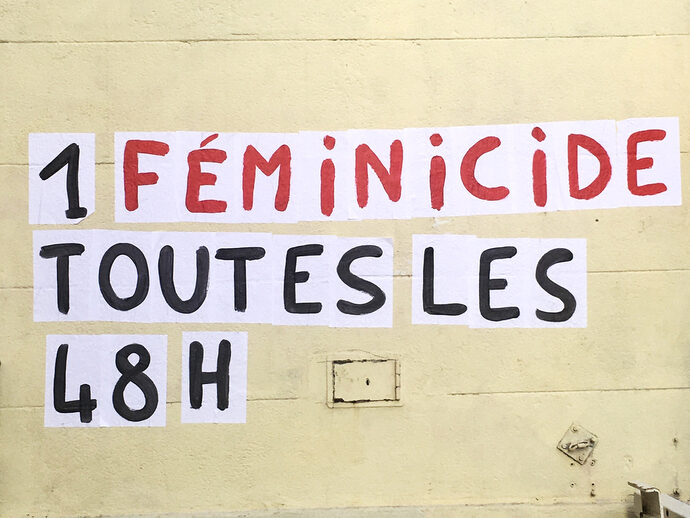 1 FÉMiNiCiDE
TOUTES LES
48H